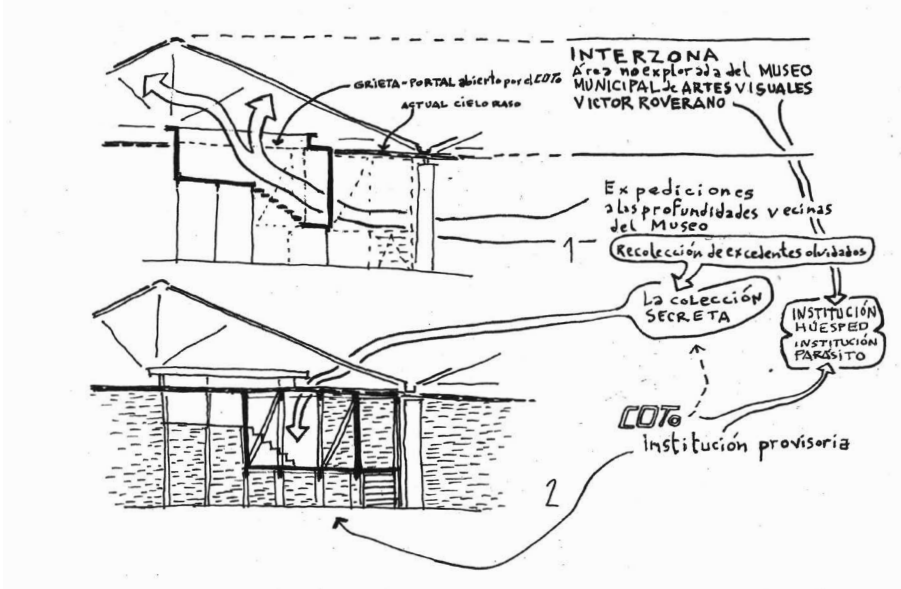 INTERZONA
Área no explorada del MUSEO
MUNICIPAL de ARTES VISUALES
VICTOR ROVERANO
GRIETA-PORTAL abierto por el COTo
ACTUAL CIELO RASO
Expediciones
a las profundidades vecinas
del Museo
1
Recolección de excedentes olvidados
La COLECCIÓN
SECRETA
INSTITUCIÓN
HÚESPED
INSTITUCIÓN
PARÁSITO
COTo
Institución provisoria
2